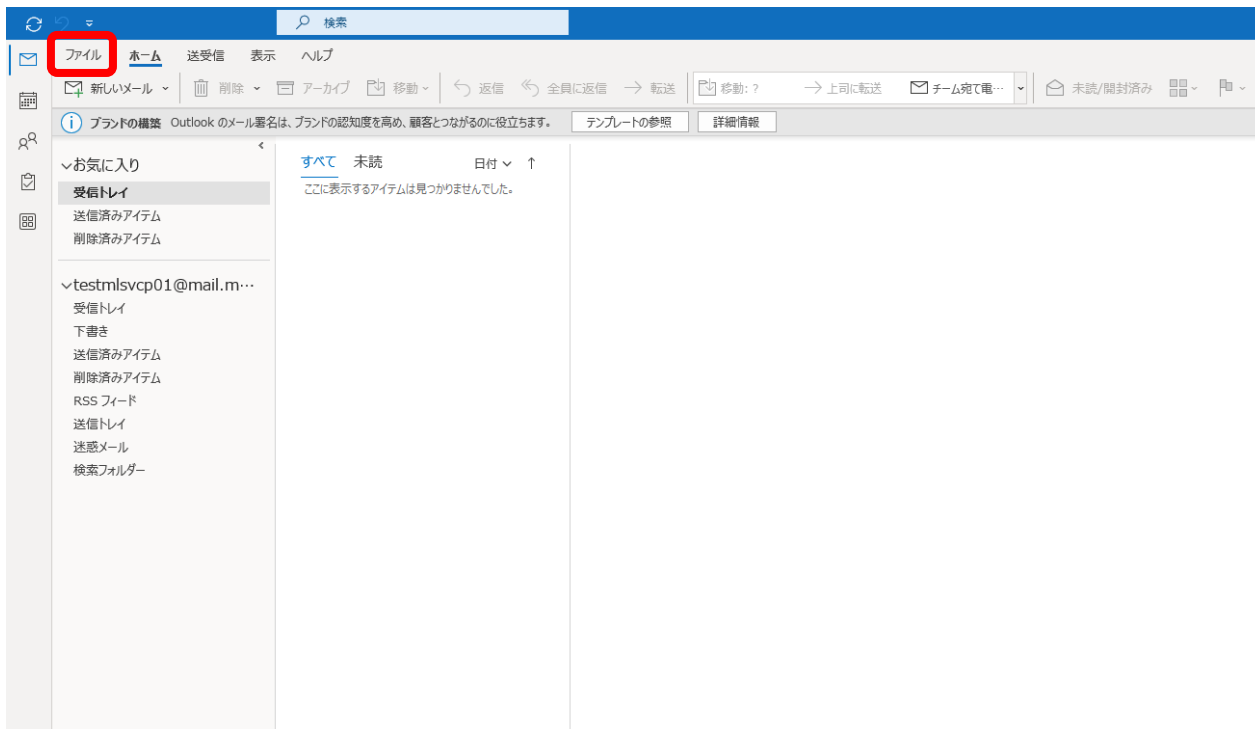 検索
ファイル ホーム 送受信 表示 ヘルプ
新しいメール 削除 アーカイブ 移動 返信 全員に返信 転送 移動: ? 上司に転送 チーム宛て電… 未読/開封済み
ブランドの構築 Outlook のメール署名は、ブランドの認知度を高め、顧客とつながるのに役立ちます。 テンプレートの参照 詳細情報
お気に入り
受信トレイ
送信済みアイテム
削除済みアイテム
testmlsvcp01@mail.m…
受信トレイ
下書き
送信済みアイテム
削除済みアイテム
RSS フィード
送信トレイ
迷惑メール
検索フォルダー
すべて 未読 日付 ↑
ここに表示するアイテムは見つかりませんでした。